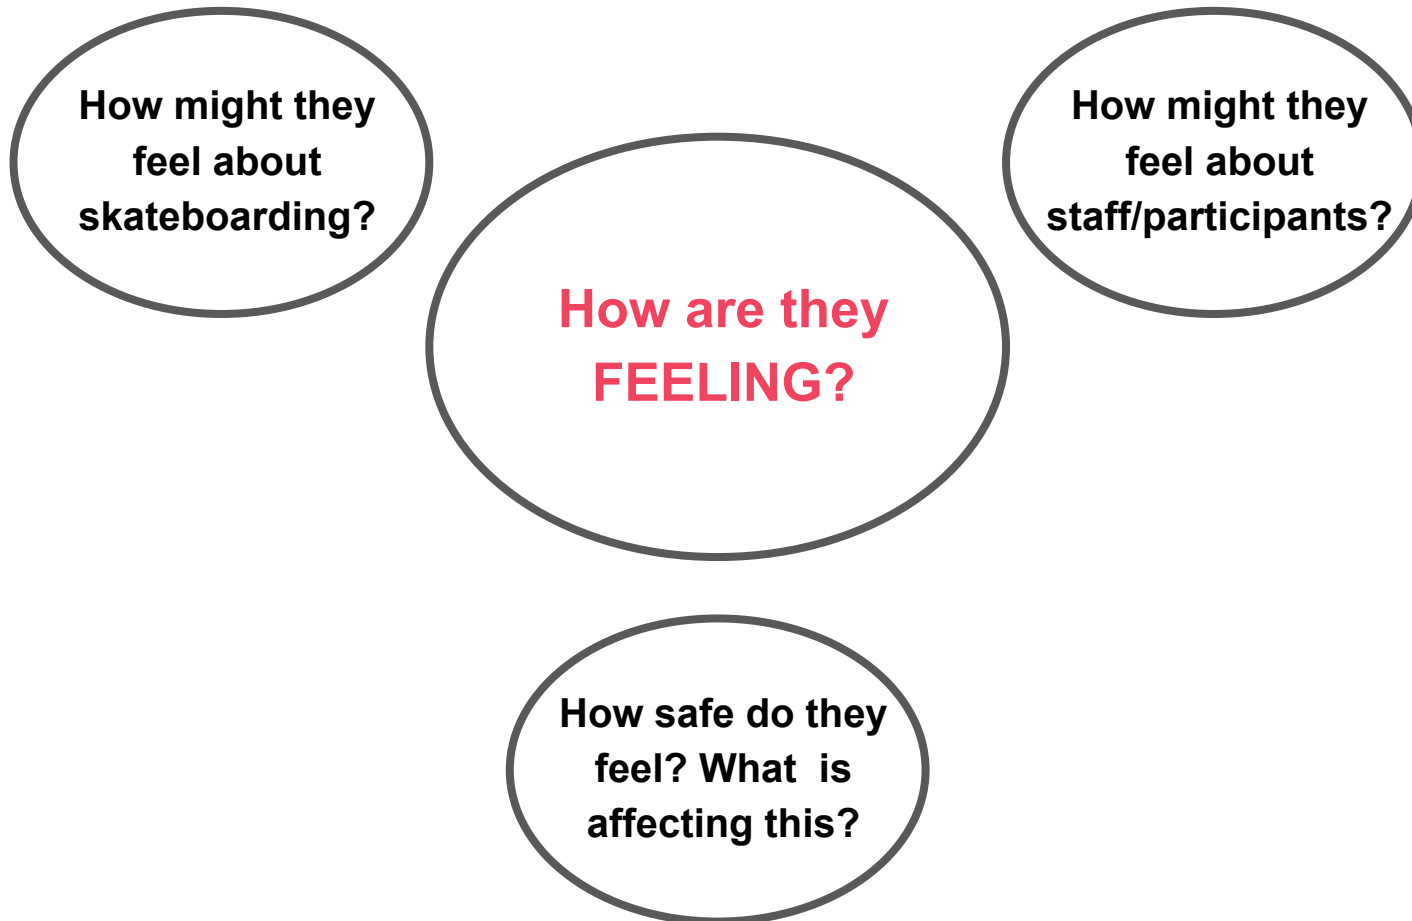 How might they
feel about
skateboarding?
How might they
feel about
staff/participants?
How are they
FEELING?
How safe do they
feel? What  is
affecting this?